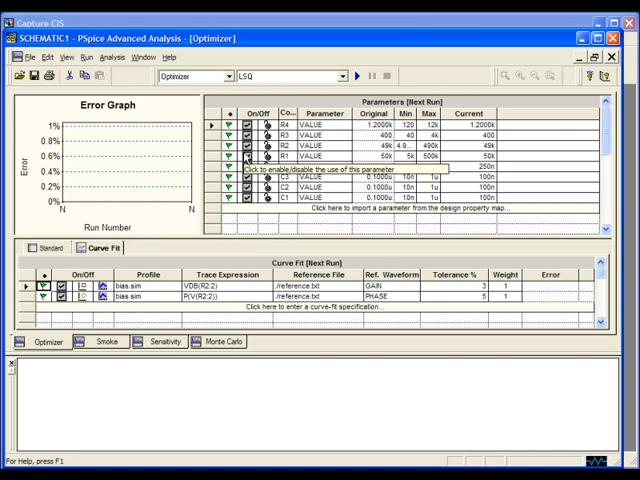 Capture CIS
SCHEMATIC1 - PSpice Advanced Analysis - [Optimizer]
File Edit View Run Analysis Window Help
Optimizer LSQ
Error Graph
1%
0.8%
0.6%
0.4%
0.2%
0%
Error
N N
Run Number
Parameters [Next Run]
On/Off Co... Parameter Original Min Max Current
R4 VALUE 1.2000k 120 12k 1.2000k
R3 VALUE 400 40 4k 400
R2 VALUE 49k 4.9... 490k 49k
R1 VALUE 50k 5k 500k 50k
250n
Click to enable/disable the use of this parameter
C3 VALUE 0.1000u 10n 1u 100n
C2 VALUE 0.1000u 10n 1u 100n
C1 VALUE 0.1000u 10n 1u 100n
Click here to import a parameter from the design property map...
Standard Curve Fit
Curve Fit [Next Run]
On/Off Profile Trace Expression Reference File Ref. Waveform Tolerance % Weight Error
bias.sim VDB(R2:2) ./reference.txt GAIN 3 1
bias.sim P(V(R2:2)) ./reference.txt PHASE 5 1
Click here to enter a curve-fit specification...
Optimizer Smoke Sensitivity Monte Carlo
For Help, press F1